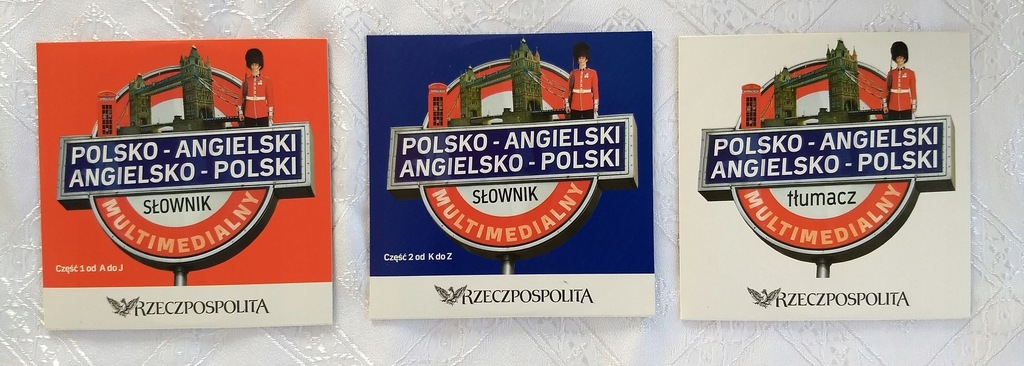 POLSKO - ANGIELSKI
ANGIELSKO - POLSKI
SŁOWNIK
MULTIMEDIALNY
Część 1 od A do J
RZECZPOSPOLITA
POLSKO - ANGIELSKI
ANGIELSKO - POLSKI
SŁOWNIK
MULTIMEDIALNY
Część 2 od K do Z
RZECZPOSPOLITA
POLSKO - ANGIELSKI
ANGIELSKO - POLSKI
tłumacz
MULTIMEDIALNY
RZECZPOSPOLITA